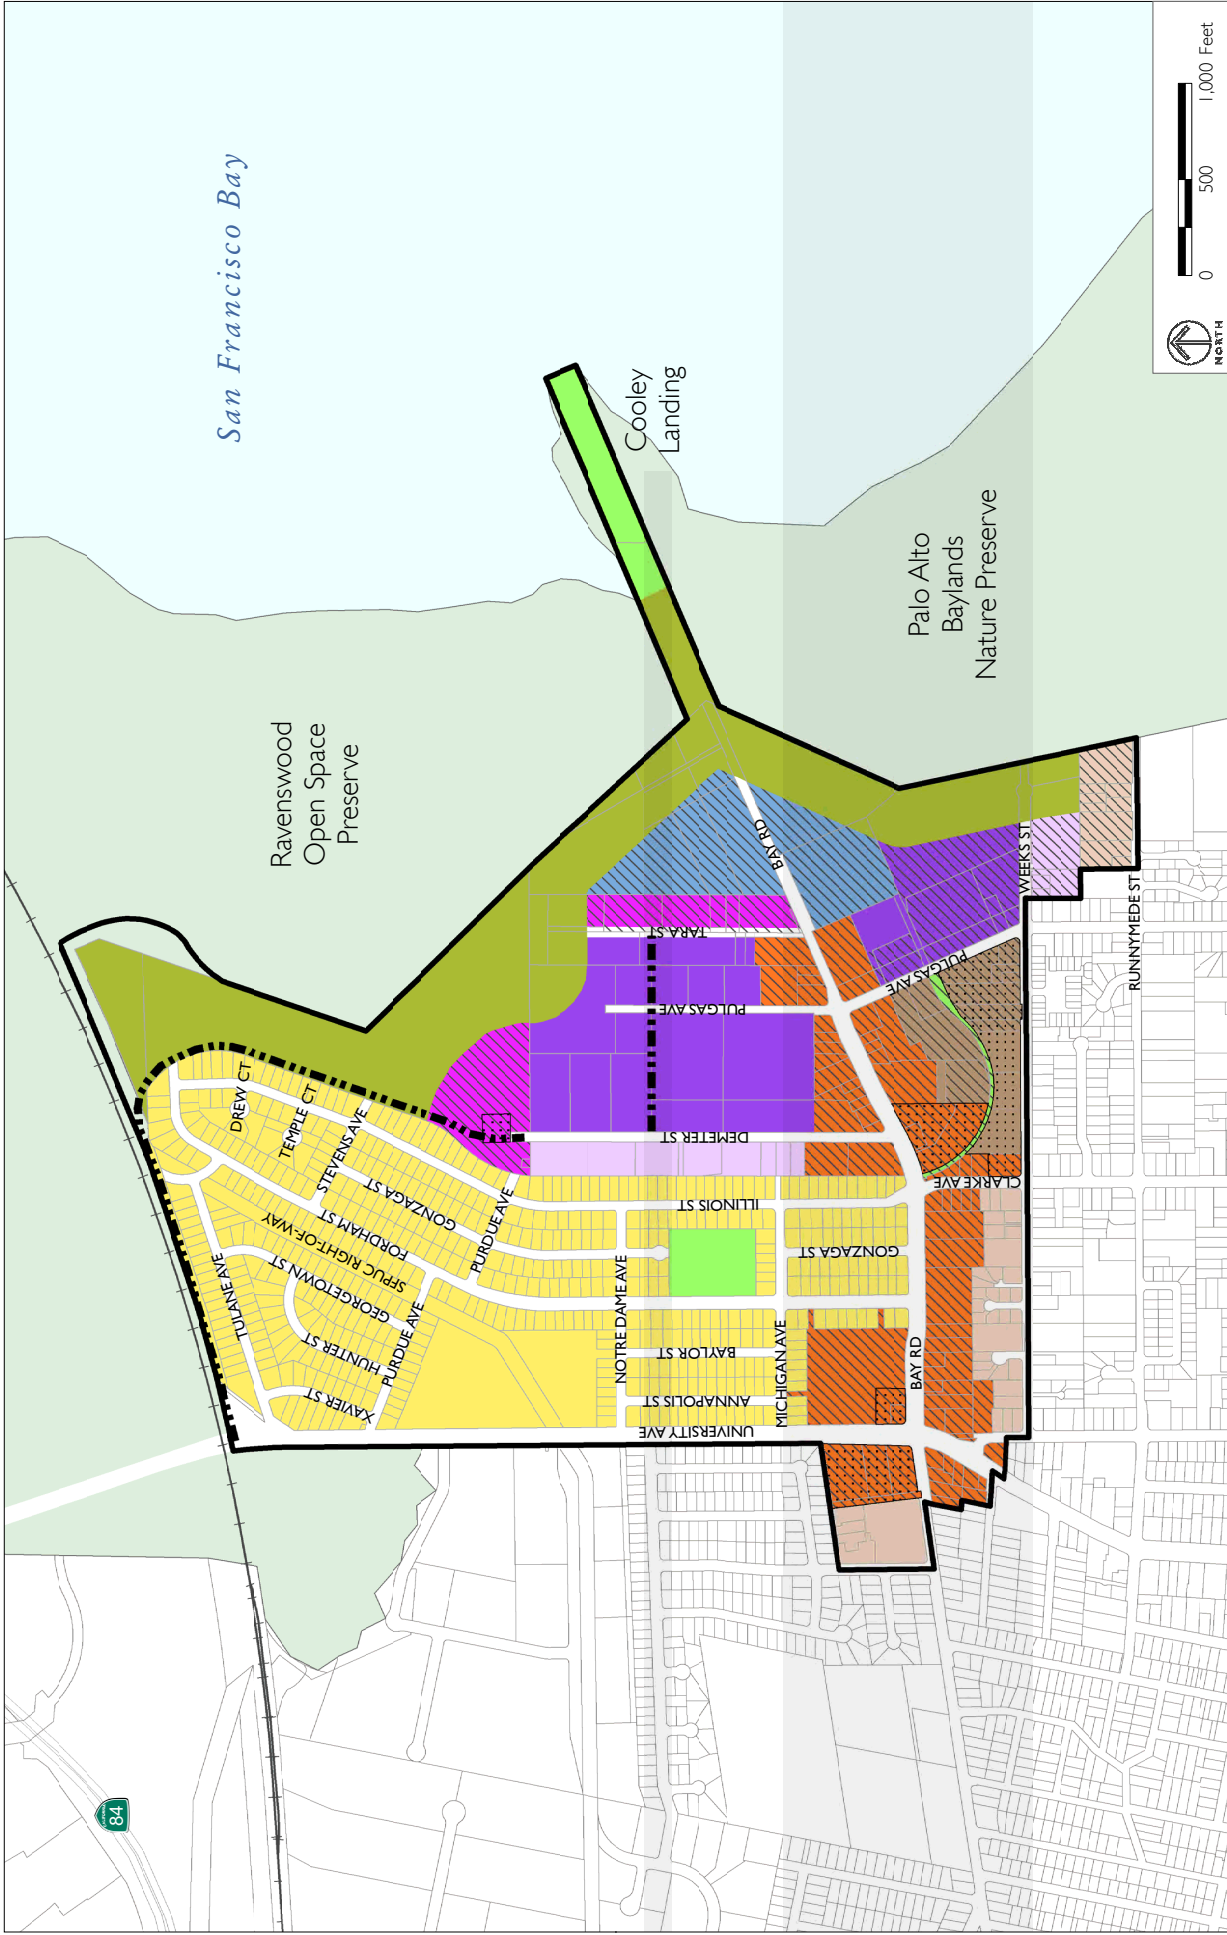 San Francisco Bay
Ravenswood
Open Space
Preserve
Cooley
Landing
Palo Alto
Baylands
Nature Preserve
CALIFORNIA
84
DREW CT
TEMPLE CT
STEVENS AVE
GONZAGA ST
FORDHAM ST
SFPUC RIGHT-OF-WAY
GEORGETOWN ST
TULANE AVE
HUNTER ST
XAVIER ST
PURDUE AVE
PURDUE AVE
NOTRE DAME AVE
ILLINOIS ST
GONZAGA ST
BAYLOR ST
ANNAPOLIS ST
MICHIGAN AVE
UNIVERSITY AVE
DEMETER ST
PULGAS AVE
TARA ST
BAY RD
BAY RD
PULGAS AVE
CLARKE AVE
WEEKS ST
RUNNYMEDE ST
NORTH
0
500
1,000 Feet